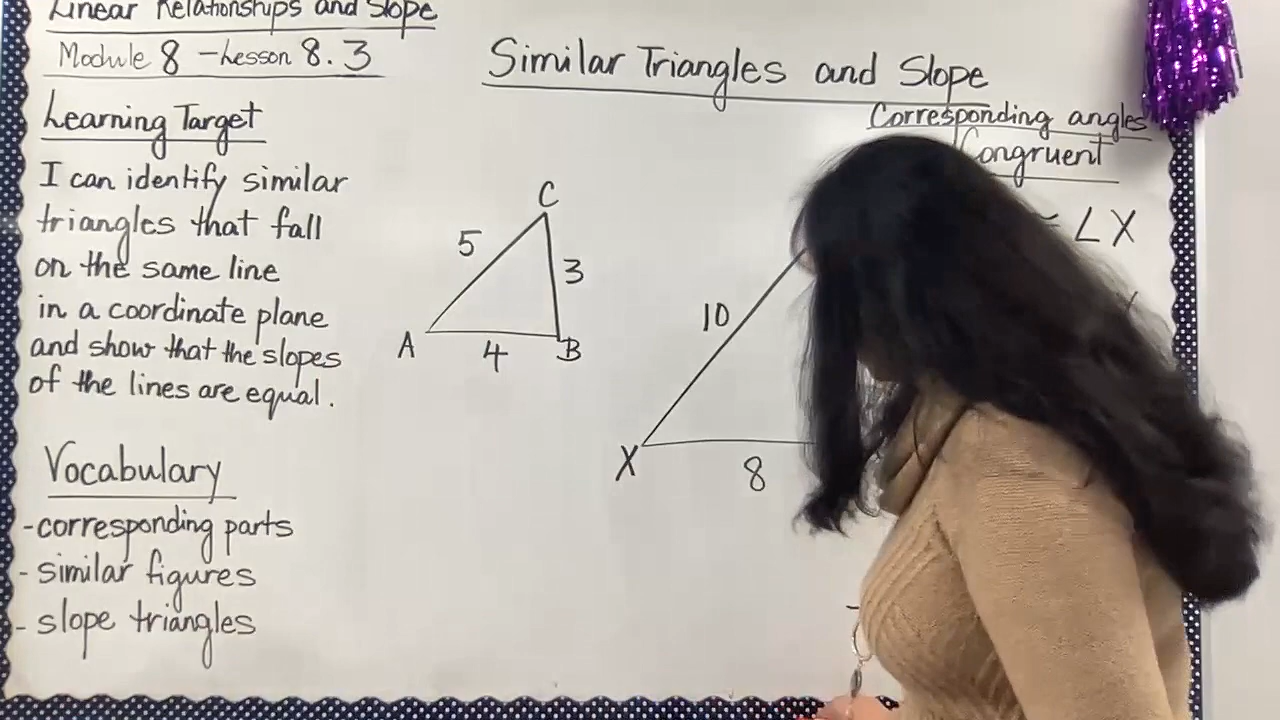 Linear Relationships and Slope
Module 8 - Lesson 8.3
Learning Target
I can identify similar
triangles that fall
on the same line
in a coordinate plane
and show that the slopes
of the lines are equal.
Vocabulary
-corresponding parts
- similar figures
- slope triangles
Similar Triangles and Slope
C
5
3
A
4
B
10
X
8
Corresponding angles
Congruent
∠X